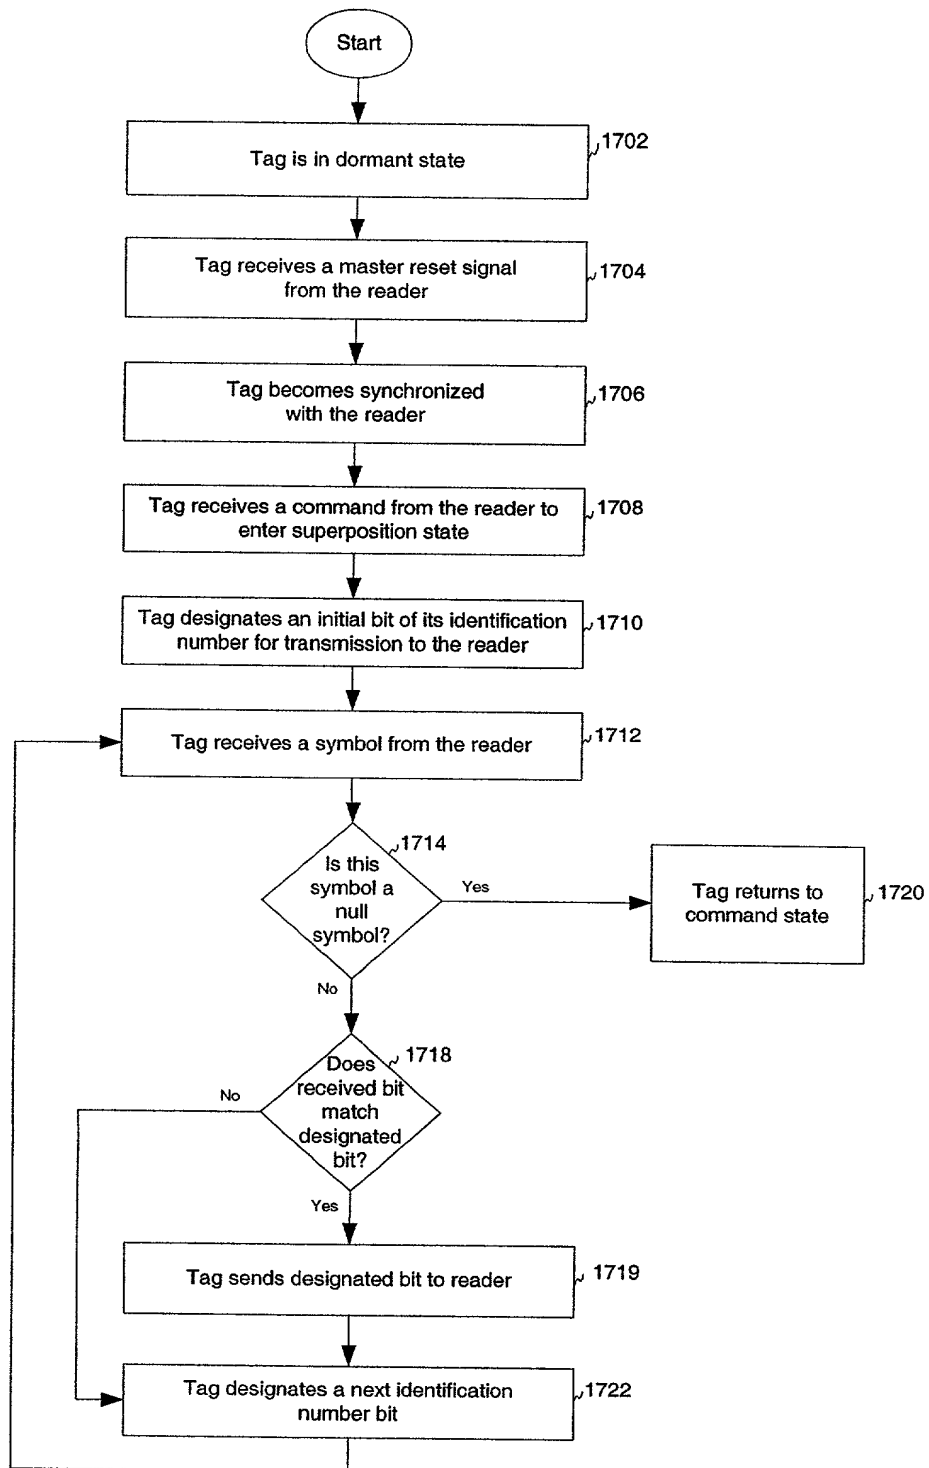 Start
Tag is in dormant state
1702
Tag receives a master reset signal
from the reader
1704
Tag becomes synchronized
with the reader
1706
Tag receives a command from the reader to
enter superposition state
1708
Tag designates an initial bit of its identification
number for transmission to the reader
1710
Tag receives a symbol from the reader
1712
Is this
symbol a
null
symbol?
1714
Yes
Tag returns to
command state
1720
No
Does
received bit
match
designated
bit?
1718
No
Yes
Tag sends designated bit to reader
1719
Tag designates a next identification
number bit
1722